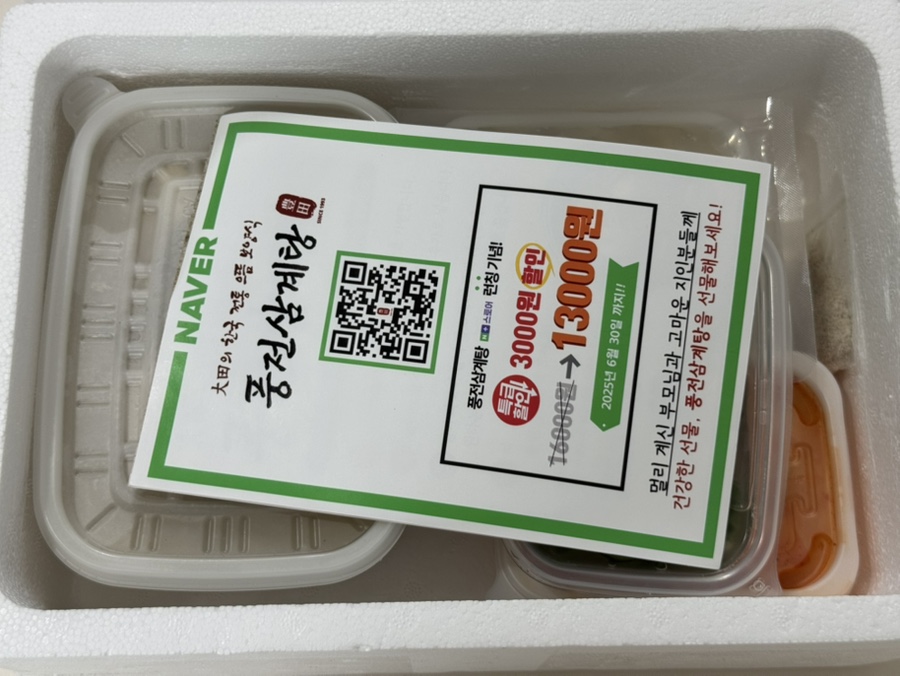 NAVER
大田의 한국 전통 으뜸 보양식
풍전삼계탕
豊田
SINCE 1983
풍전삼계탕 N 스토어 런칭 기념!
특별할인 3000원 할인
16000원 → 13000원
2025년 6월 30일 까지!!
멀리 계신 부모님과 고마운 지인분들께
건강한 선물, 풍전삼계탕을 선물해보세요!